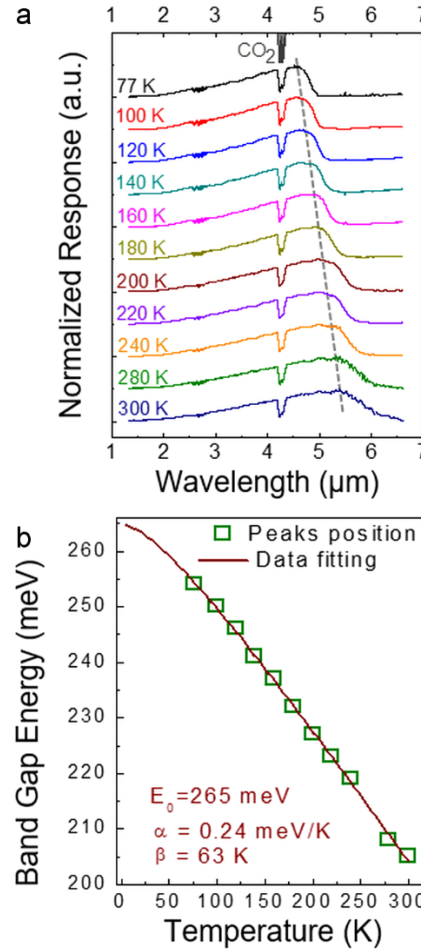 a
1 2 3 4 5 6 7
CO2
77 K
100 K
120 K
140 K
160 K
180 K
200 K
220 K
240 K
280 K
300 K
Normalized Response (a.u.)
1 2 3 4 5 6 7
Wavelength (μm)
b
Peaks position
Data fitting
260
250
240
230
220
210
200
Band Gap Energy (meV)
E0=265 meV
α = 0.24 meV/K
β = 63 K
0 50 100 150 200 250 300
Temperature (K)